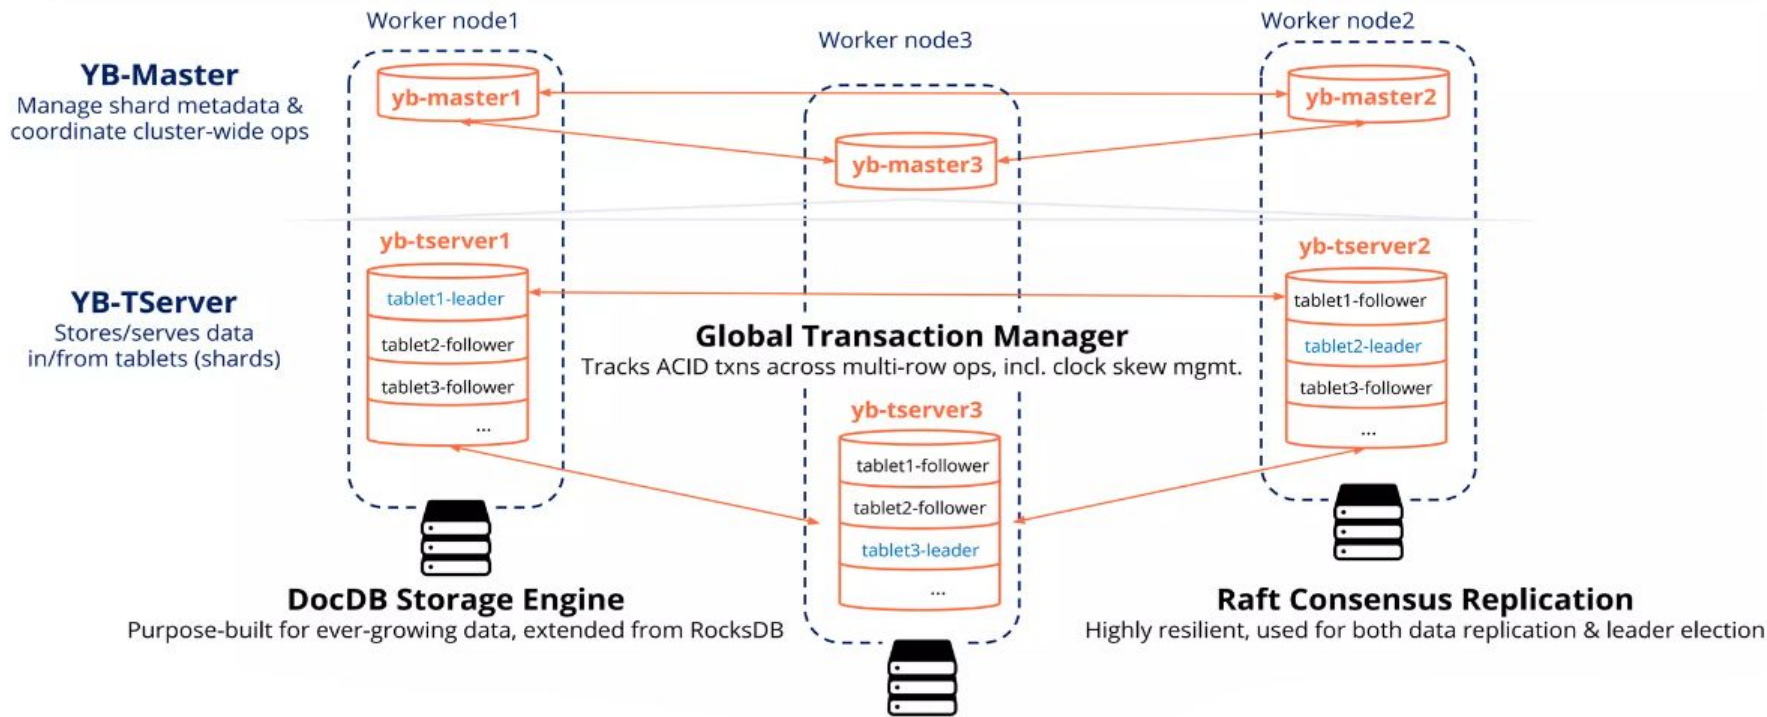 Worker node1
Worker node2
Worker node3
YB-Master
Manage shard metadata &
coordinate cluster-wide ops
yb-master1
yb-master2
yb-master3
yb-tserver1
yb-tserver2
YB-TServer
Stores/serves data
in/from tablets (shards)
tablet1-leader
tablet2-follower
tablet3-follower
...
Global Transaction Manager
Tracks ACID txns across multi-row ops, incl. clock skew mgmt.
tablet1-follower
tablet2-leader
tablet3-follower
...
yb-tserver3
tablet1-follower
tablet2-follower
tablet3-leader
...
DocDB Storage Engine
Purpose-built for ever-growing data, extended from RocksDB
Raft Consensus Replication
Highly resilient, used for both data replication & leader election